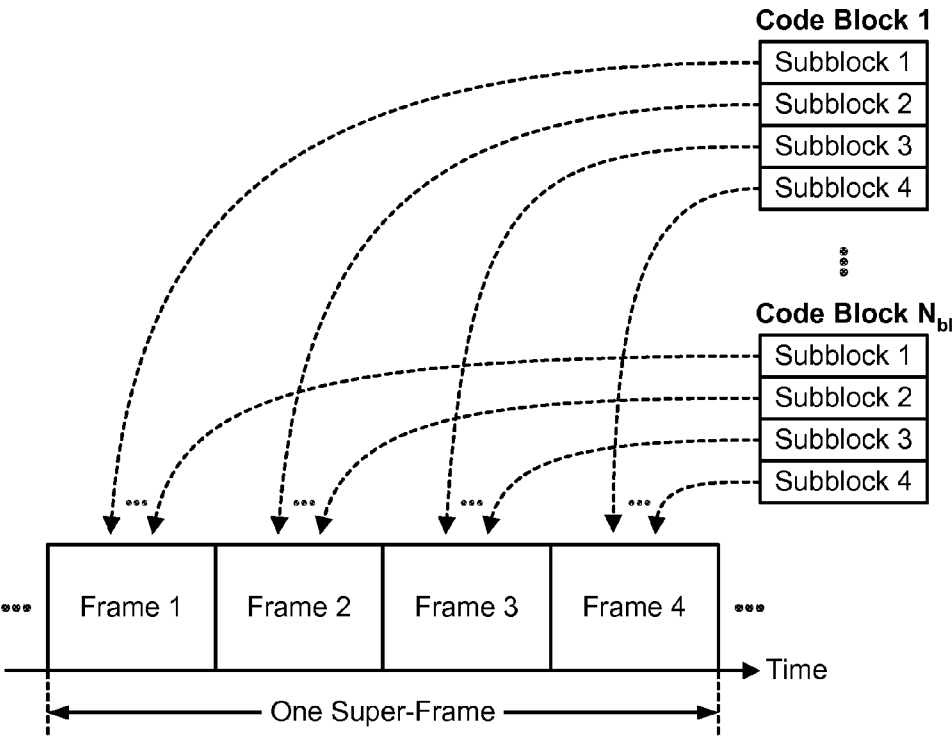 Code Block 1
Subblock 1
Subblock 2
Subblock 3
Subblock 4
Code Block Nbl
Subblock 1
Subblock 2
Subblock 3
Subblock 4
Frame 1
Frame 2
Frame 3
Frame 4
Time
One Super-Frame